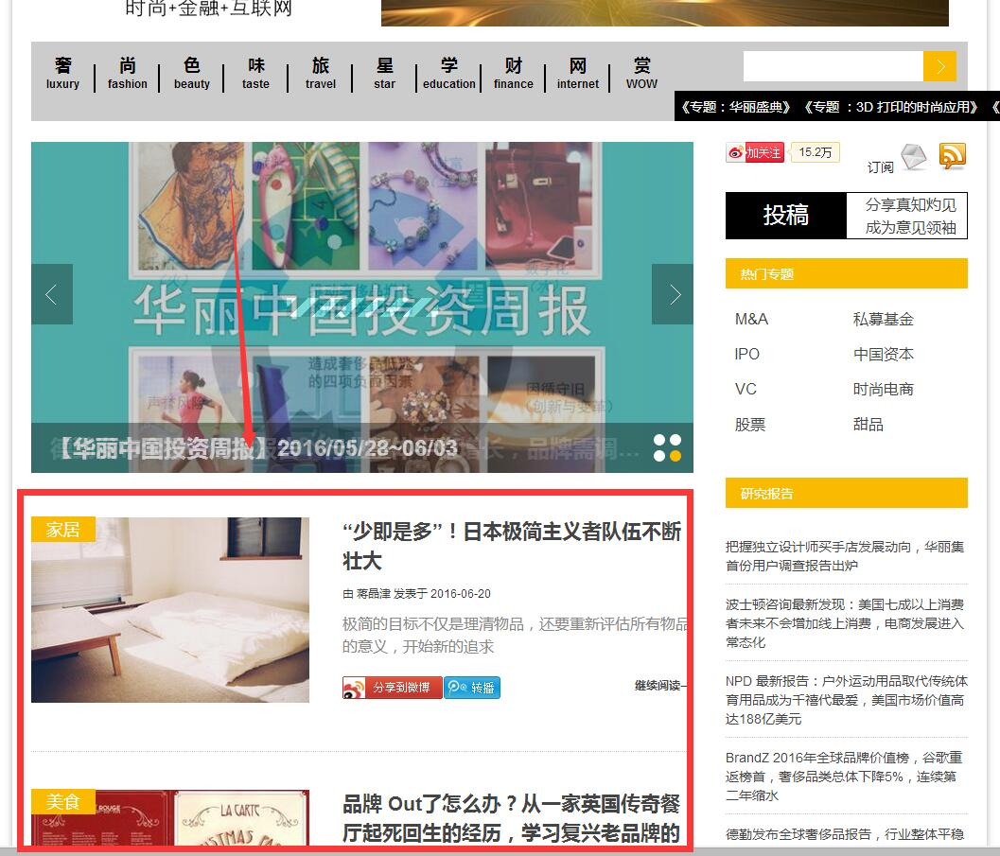 时尚+金融+互联网
奢 尚 色 味 旅 星 学 财 网 赏
luxury fashion beauty taste travel star education finance internet WOW
《专题：华丽盛典》 《专题 ：3D 打印的时尚应用》 《
加关注 15.2万
订阅
投稿
分享真知灼见
成为意见领袖
华丽中国投资周报
造成奢侈品低迷
的四项负面因素
声誉风险
因循守旧
（创新与变革）
【华丽中国投资周报】2016/05/28~06/03
长，品牌需调…
热门专题
M&A 私募基金
IPO 中国资本
VC 时尚电商
股票 甜品
研究报告
把握独立设计师买手店发展动向，华丽集
首份用户调查报告出炉
波士顿咨询最新发现：美国七成以上消费
者未来不会增加线上消费，电商发展进入
常态化
NPD 最新报告：户外运动用品取代传统体
育用品成为千禧代最爱，美国市场价值高
达188亿美元
BrandZ 2016年全球品牌价值榜，谷歌重
返榜首，奢侈品类总体下降5%，连续第
二年缩水
德勤发布全球奢侈品报告，行业整体平稳
家居
“少即是多”！日本极简主义者队伍不断
壮大
由 蒋晶津 发表于 2016-06-20
极简的目标不仅是理清物品，还要重新评估所有物品
的意义，开始新的追求
分享到微博 转播 继续阅读
美食
LA CARTE
品牌 Out了怎么办？从一家英国传奇餐
厅起死回生的经历，学习复兴老品牌的